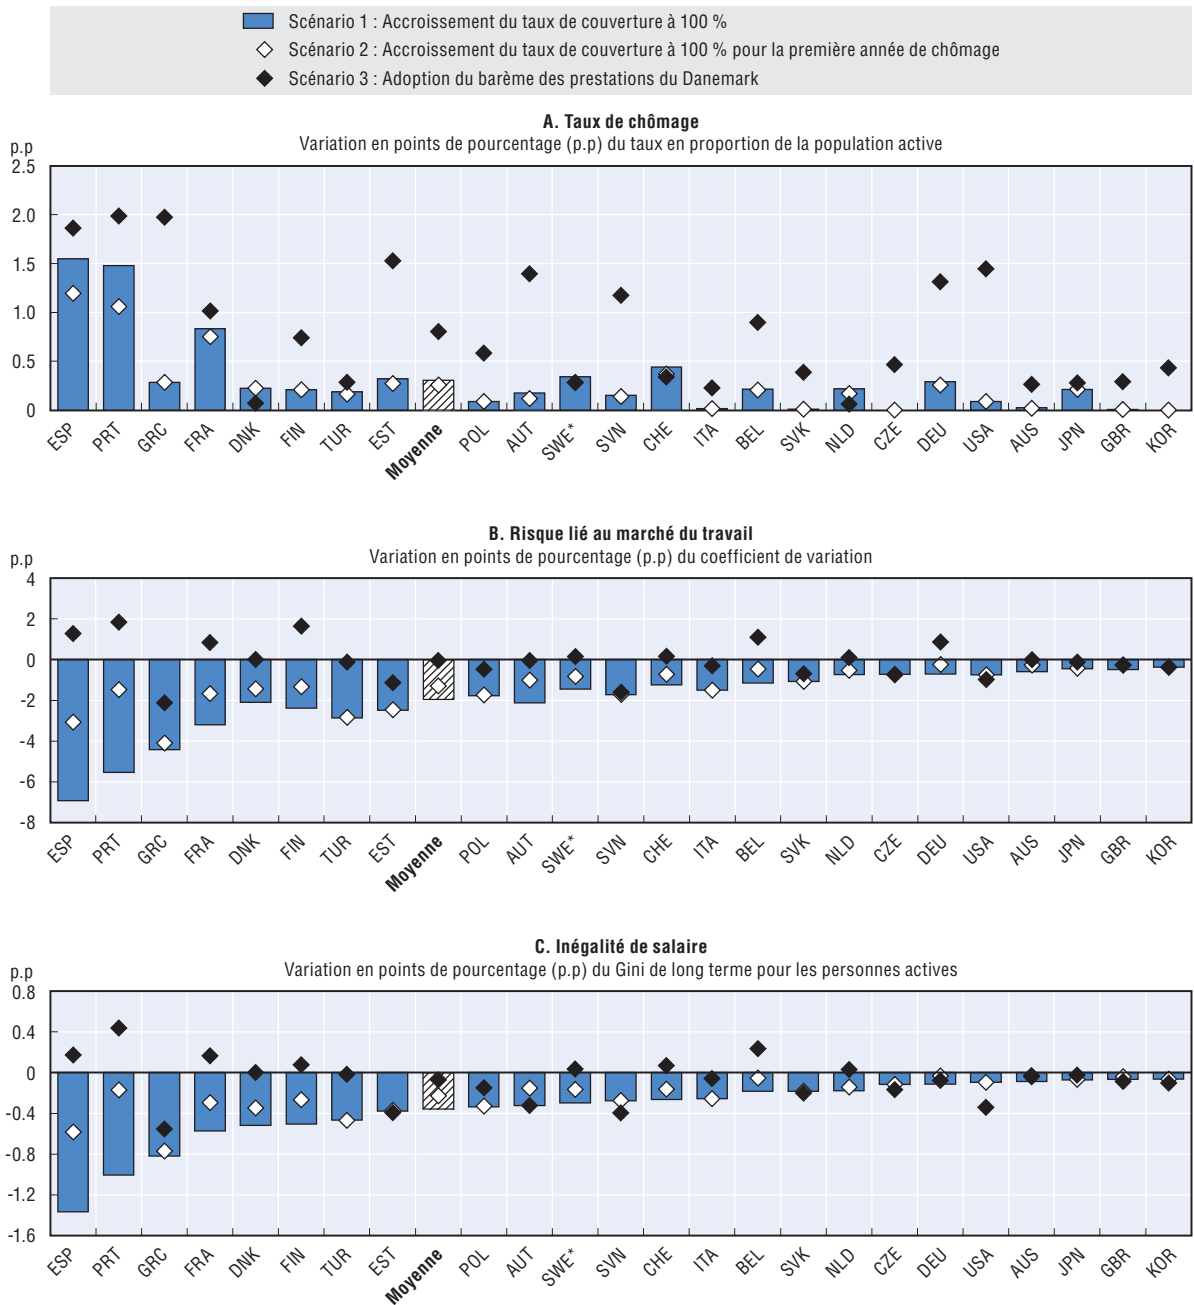 Scénario 1 : Accroissement du taux de couverture à 100 %
Scénario 2 : Accroissement du taux de couverture à 100 % pour la première année de chômage
Scénario 3 : Adoption du barème des prestations du Danemark
A. Taux de chômage
Variation en points de pourcentage (p.p) du taux en proportion de la population active
p.p
2.5
2.0
1.5
1.0
0.5
0
ESP PRT GRC FRA DNK FIN TUR EST Moyenne POL AUT SWE* SVN CHE ITA BEL SVK NLD CZE DEU USA AUS JPN GBR KOR
B. Risque lié au marché du travail
Variation en points de pourcentage (p.p) du coefficient de variation
p.p
4
2
0
-2
-4
-6
-8
ESP PRT GRC FRA DNK FIN TUR EST Moyenne POL AUT SWE* SVN CHE ITA BEL SVK NLD CZE DEU USA AUS JPN GBR KOR
C. Inégalité de salaire
Variation en points de pourcentage (p.p) du Gini de long terme pour les personnes actives
p.p
0.8
0.4
0
-0.4
-0.8
-1.2
-1.6
ESP PRT GRC FRA DNK FIN TUR EST Moyenne POL AUT SWE* SVN CHE ITA BEL SVK NLD CZE DEU USA AUS JPN GBR KOR